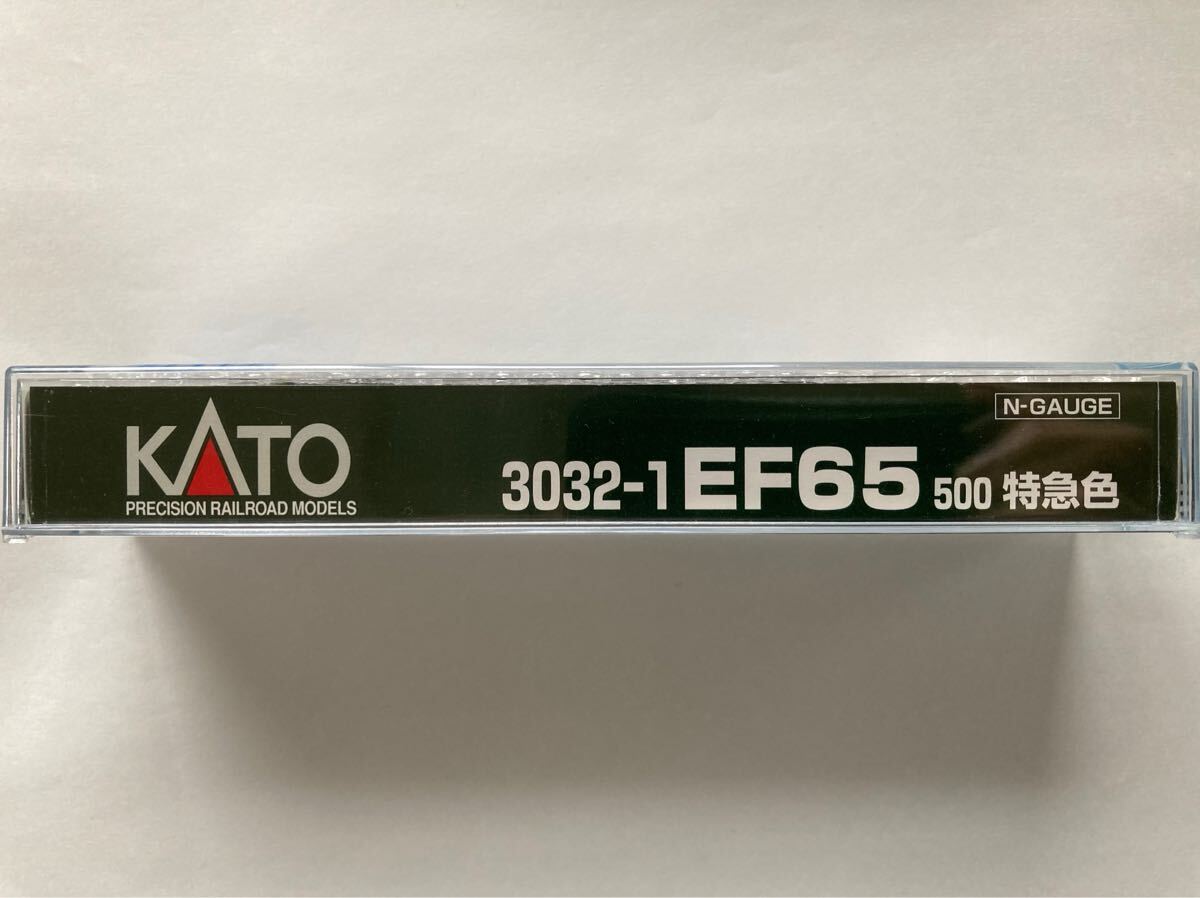 KATO
PRECISION RAILROAD MODELS
N-GAUGE
3032-1 EF65 500 特急色